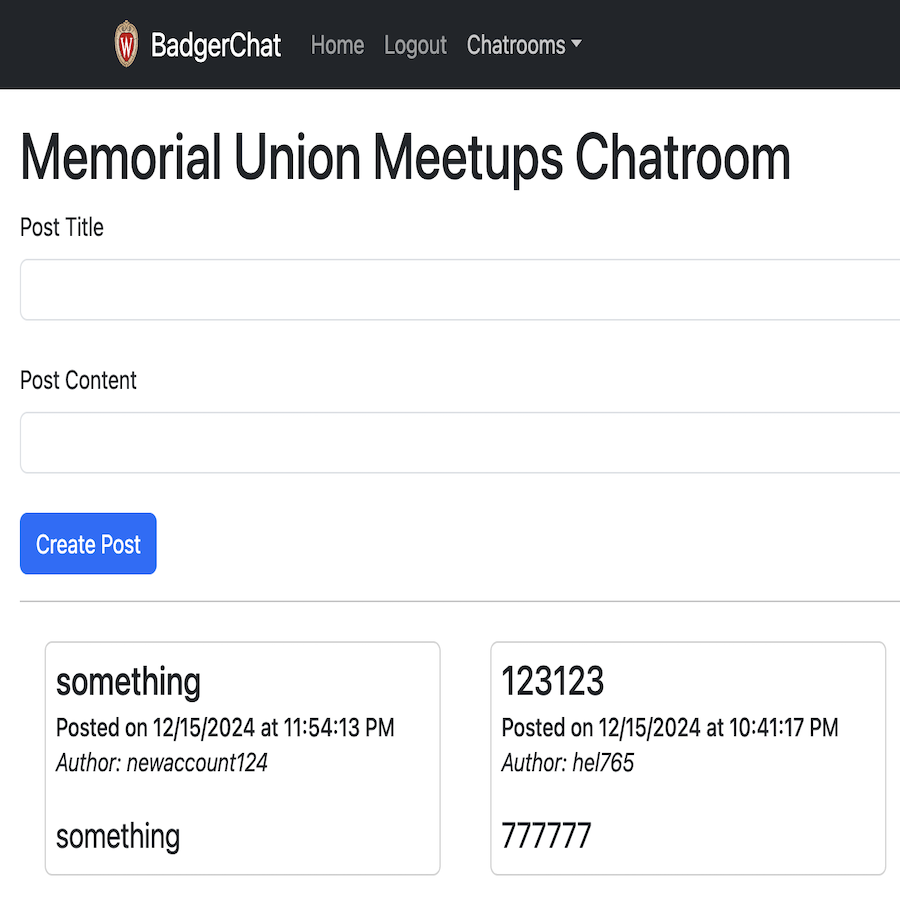 W BadgerChat Home Logout Chatrooms
Memorial Union Meetups Chatroom
Post Title
Post Content
Create Post
something
Posted on 12/15/2024 at 11:54:13 PM
Author: newaccount124
something
123123
Posted on 12/15/2024 at 10:41:17 PM
Author: hel765
777777